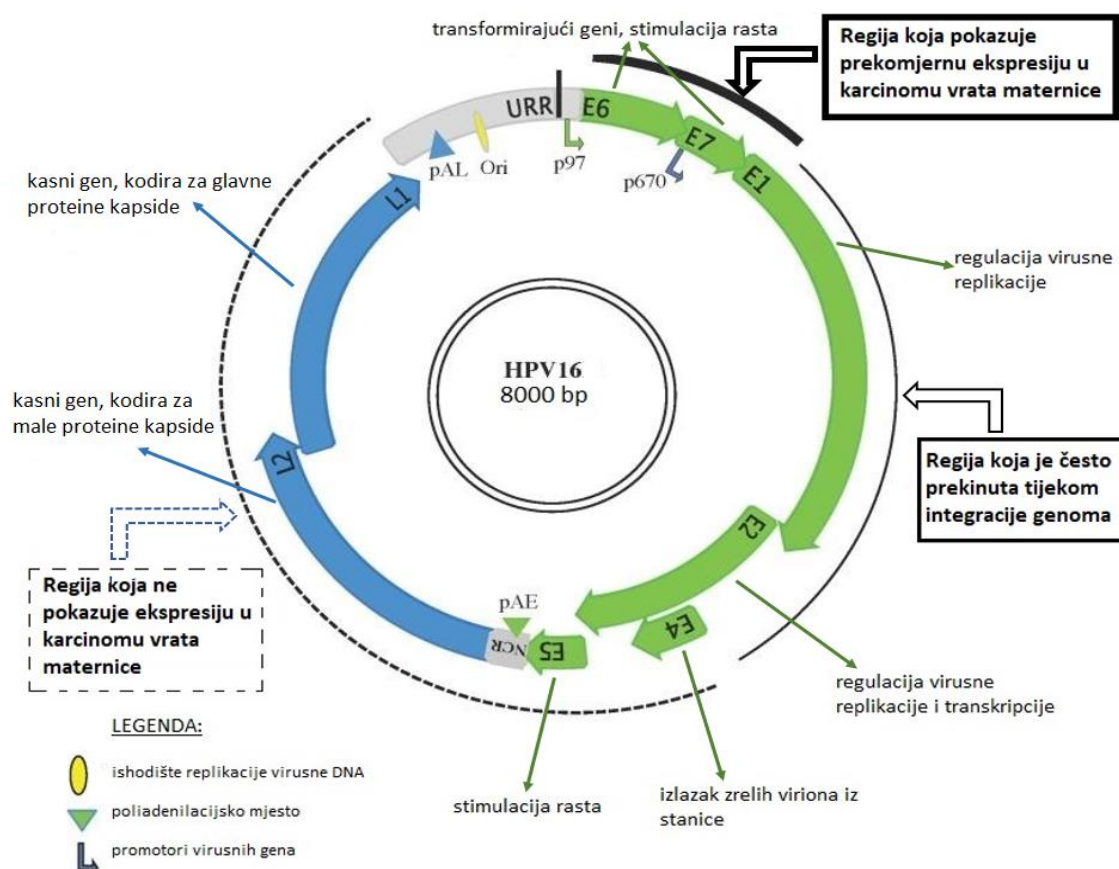 transformirajući geni, stimulacija rasta
Regija koja pokazuje
prekomjernu ekspresiju u
karcinomu vrata maternice
URR
E6
E7
E1
pAL
Ori
p97
p670
L1
kasni gen, kodira za glavne
proteine kapside
regulacija virusne
replikacije
HPV16
8000 bp
kasni gen, kodira za
male proteine kapside
L2
Regija koja je često
prekinuta tijekom
integracije genoma
E2
Regija koja ne
pokazuje ekspresiju u
karcinomu vrata
maternice
pAE
NCR
E5
E4
regulacija virusne
replikacije i transkripcije
LEGENDA:
ishodište replikacije virusne DNA
poliadenilacijsko mjesto
promotori virusnih gena
stimulacija rasta
izlazak zrelih viriona iz
stanice